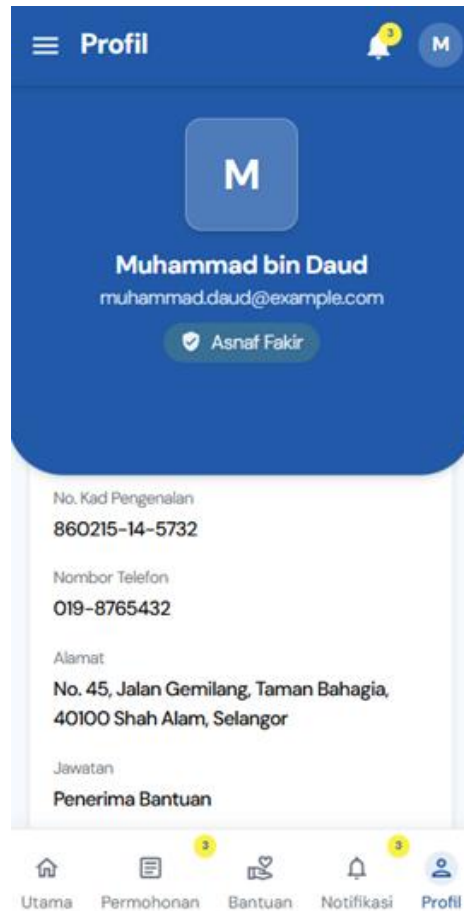 Profil
3
M
M
Muhammad bin Daud
muhammad.daud@example.com
Asnaf Fakir
No. Kad Pengenalan
860215-14-5732
Nombor Telefon
019-8765432
Alamat
No. 45, Jalan Gemilang, Taman Bahagia,
40100 Shah Alam, Selangor
Jawatan
Penerima Bantuan
3
3
Utama Permohonan Bantuan Notifikasi Profil